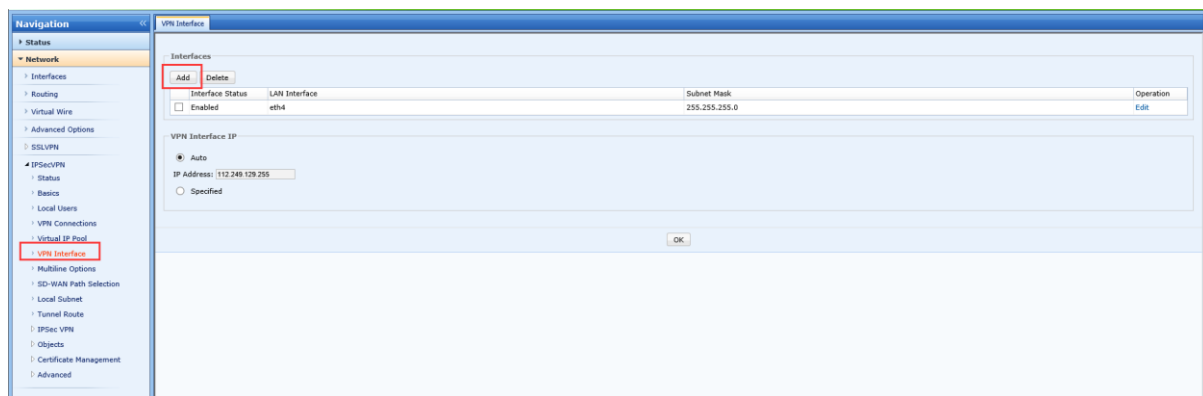 Navigation
«
Status
Network
Interfaces
Routing
Virtual Wire
Advanced Options
SSLVPN
IPSecVPN
Status
Basics
Local Users
VPN Connections
Virtual IP Pool
VPN Interface
Multiline Options
SD-WAN Path Selection
Local Subnet
Tunnel Route
IPSec VPN
Objects
Certificate Management
Advanced
VPN Interface
Interfaces
Add Delete
Interface Status LAN Interface Subnet Mask Operation
Enabled eth4 255.255.255.0 Edit
VPN Interface IP
Auto
IP Address: 112.249.129.255
Specified
OK